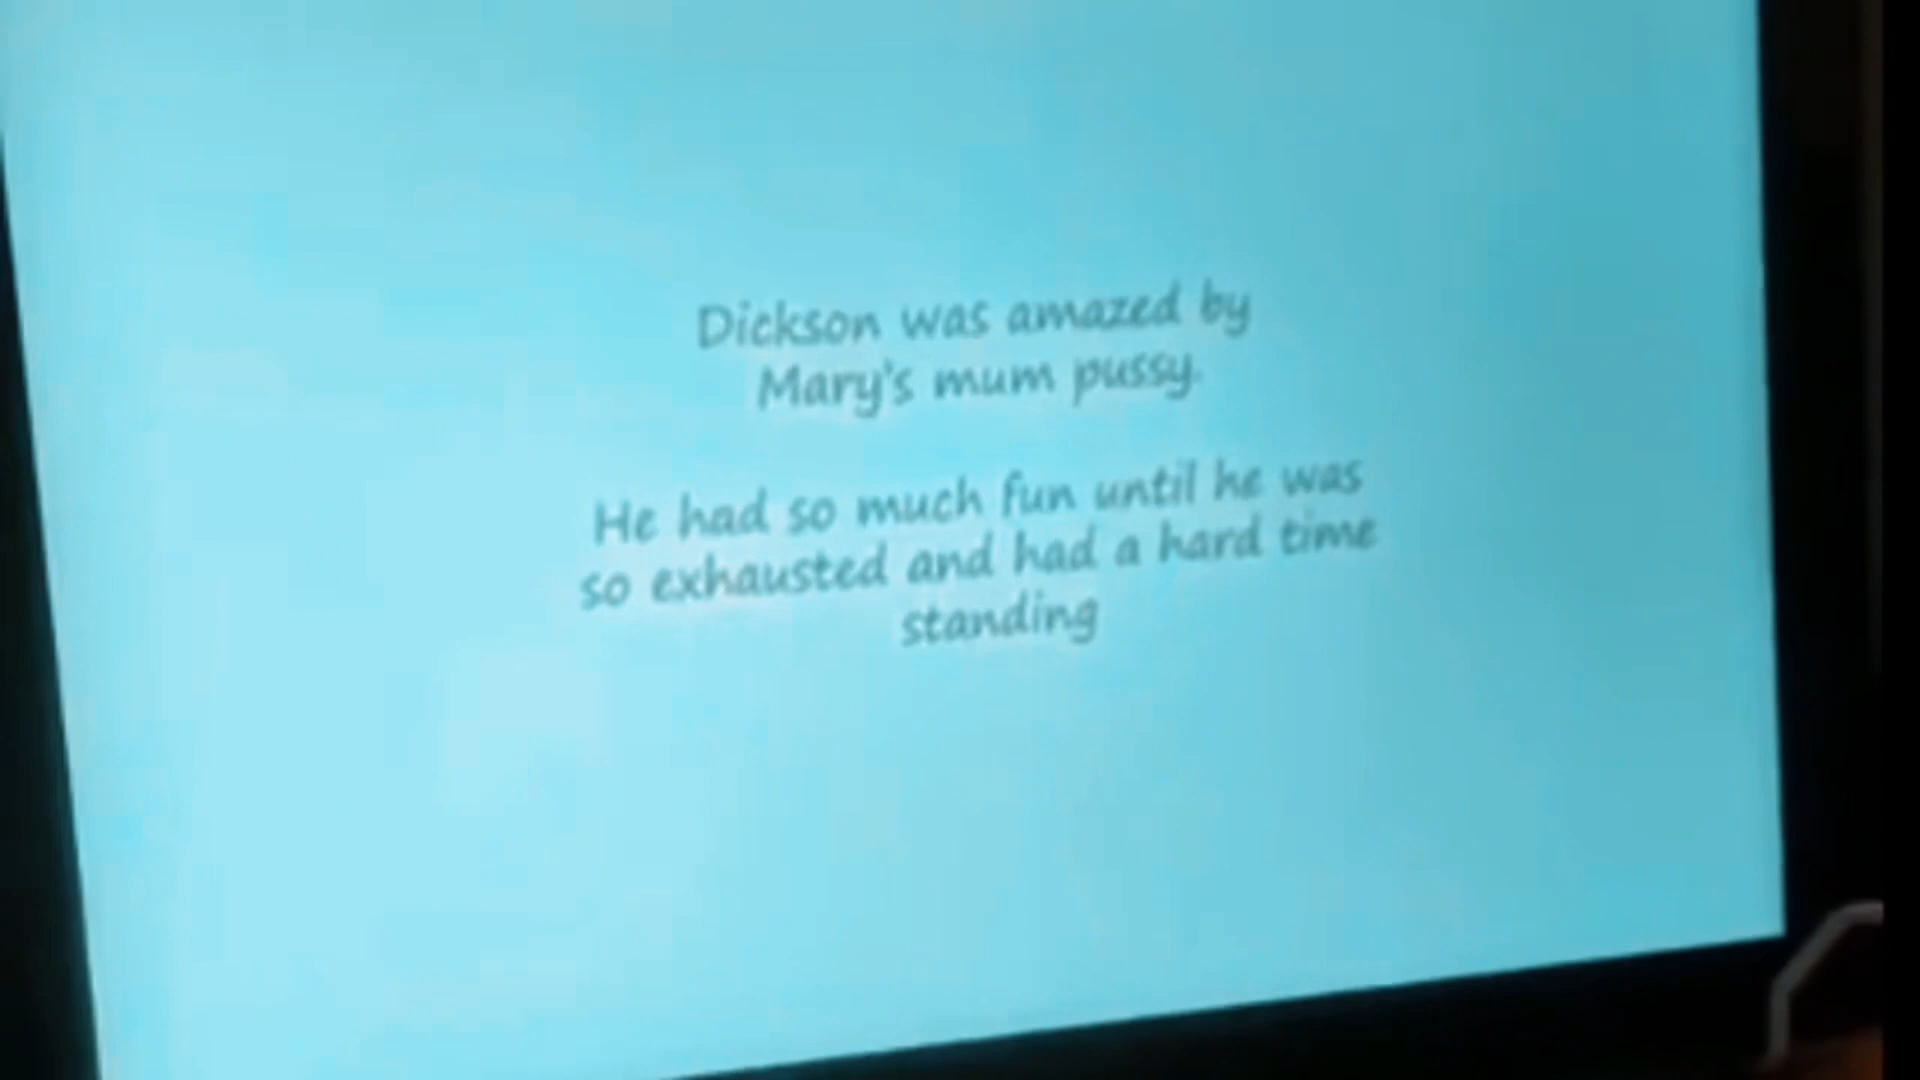 Dickson was amazed by
Mary's mum pussy.
He had so much fun until he was
so exhausted and had a hard time
standing